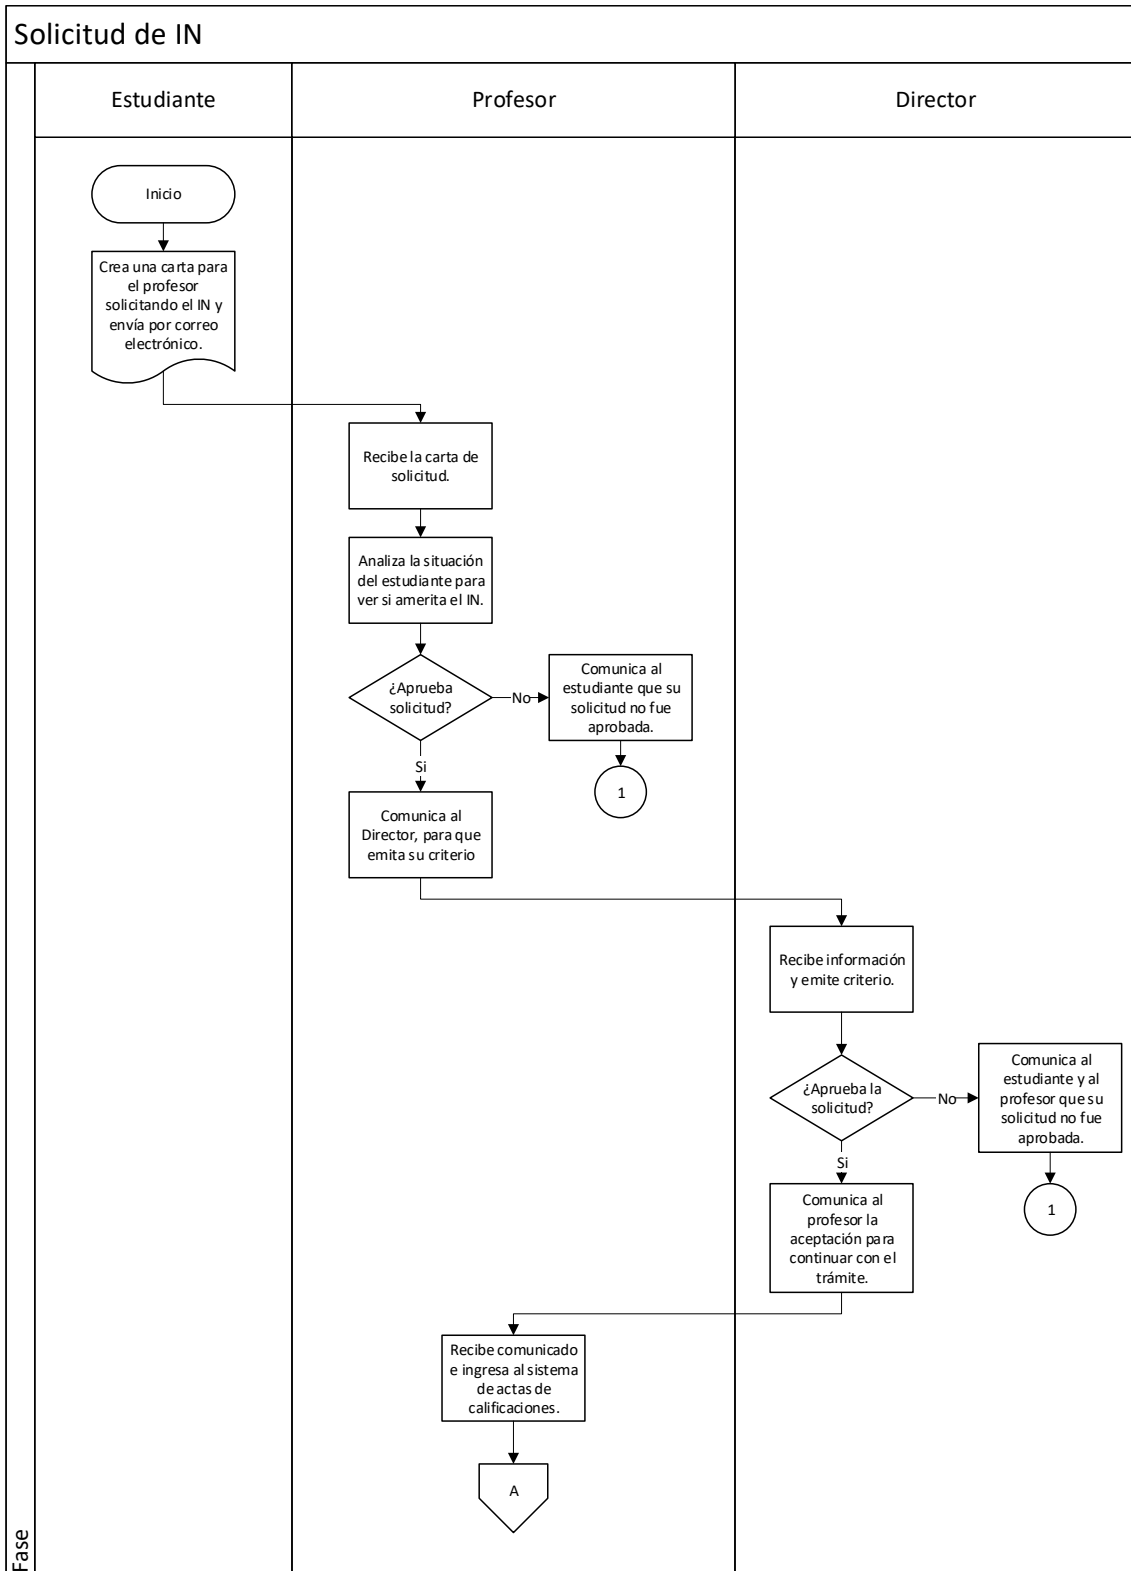 Solicitud de IN
Estudiante
Profesor
Director
Inicio
Crea una carta para
el profesor
solicitando el IN y
envía por correo
electrónico.
Recibe la carta de
solicitud.
Analiza la situación
del estudiante para
ver si amerita el IN.
¿Aprueba
solicitud?
No
Comunica al
estudiante que su
solicitud no fue
aprobada.
Si
1
Comunica al
Director, para que
emita su criterio
Recibe información
y emite criterio.
¿Aprueba la
solicitud?
No
Comunica al
estudiante y al
profesor que su
solicitud no fue
aprobada.
Si
1
Comunica al
profesor la
aceptación para
continuar con el
trámite.
Recibe comunicado
e ingresa al sistema
de actas de
calificaciones.
A
Fase